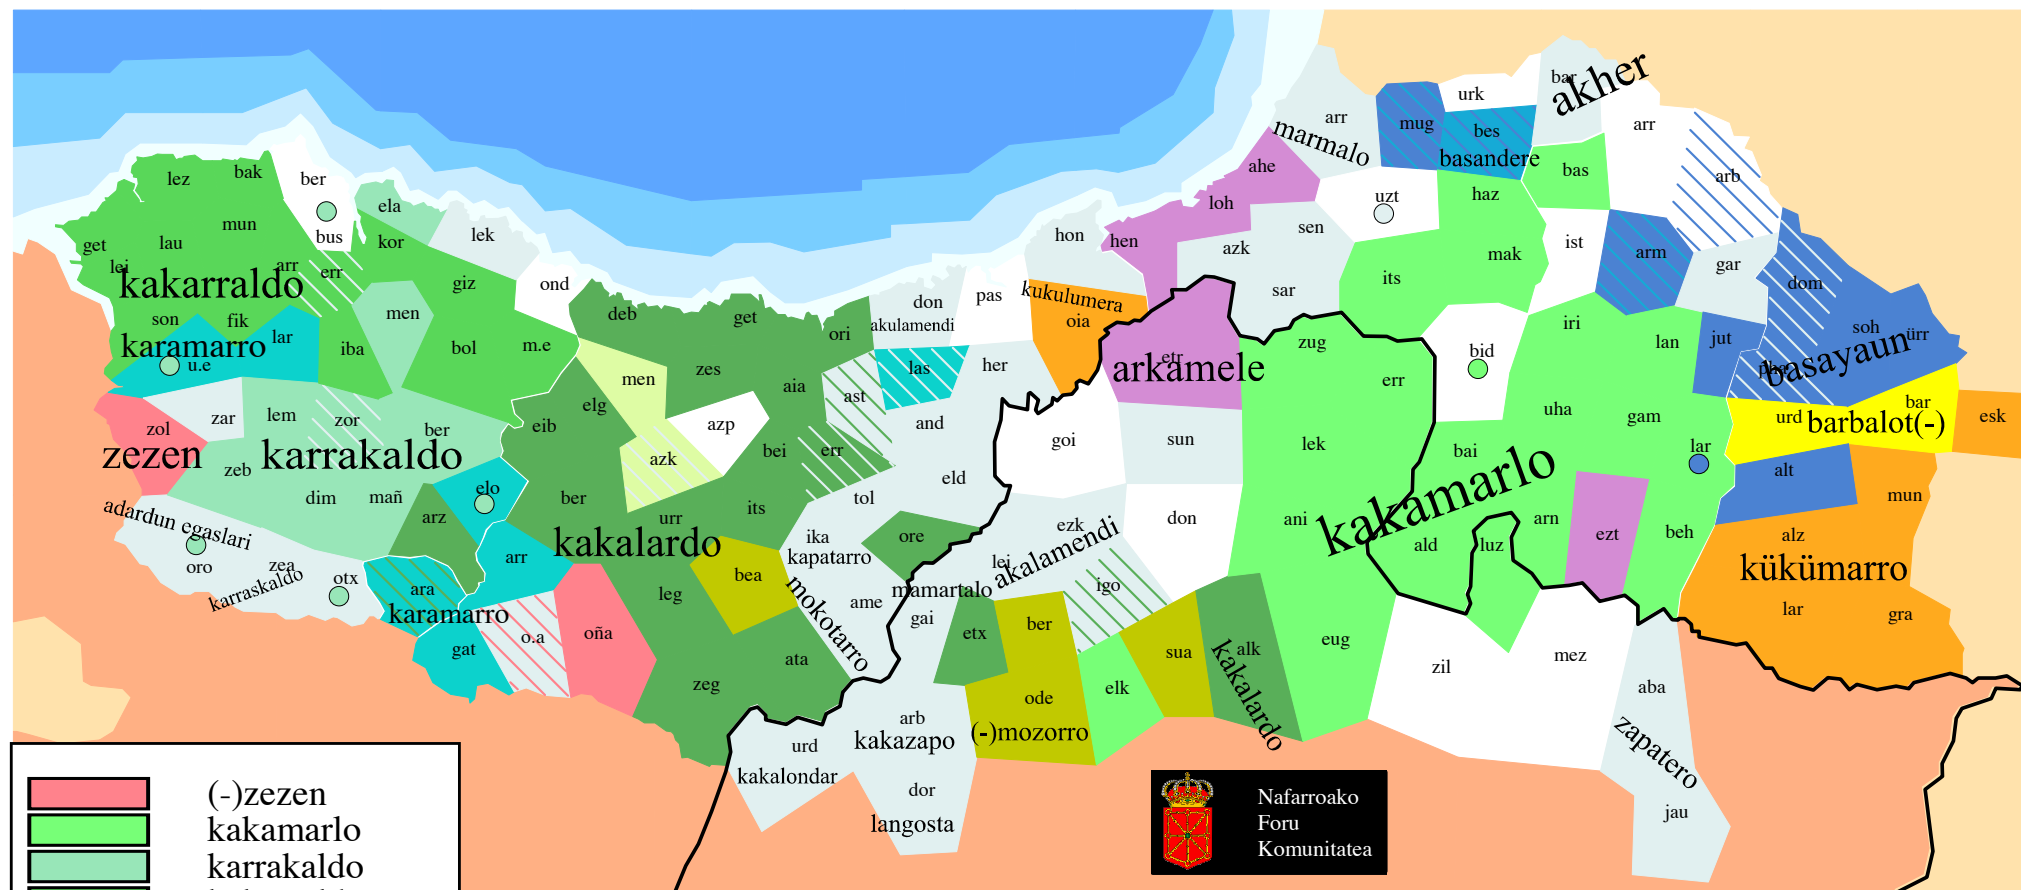 akher
bar
urk
arr
mug
bes
basandere
arr
marmalo
bas
arb
lez
bak
ber
ahe
haz
uzt
ela
loh
mun
bus
kor
lek
hon
hen
azk
sen
ist
mak
arm
gar
get
lau
lei
arr
err
kakarraldo
giz
ond
don
pas
kukulumera
sar
its
dom
son
fik
men
deb
get
ori
akulamendi
oia
iri
soh
ürr
karamarro
lar
iba
bol
m.e
her
etr
zug
bid
lan
jut
basayaun
u.e
men
zes
las
arkamele
err
pha
zol
zar
lem
zor
ber
elg
aia
ast
uha
gam
urd
bar
barbalot(-)
esk
eib
azp
and
goi
sun
lek
zezen
zeb
karrakaldo
azk
bei
err
bai
lar
alt
dim
mañ
elo
ber
eld
mun
adardun egaslari
arz
urr
its
tol
ezk
don
ani
kakamarlo
arn
ezt
beh
alz
oro
zea
karraskaldo
otx
arr
kakalardo
ika
kapatarro
ore
lei
akalamendi
ald
luz
kükümarro
ara
karamarro
leg
bea
mokotarro
ame
mamartalo
gai
igo
lar
gra
gat
o.a
oña
ata
etx
ber
sua
alk
kakalardo
eug
zil
mez
zeg
arb
kakazapo
ode
(-)mozorro
elk
aba
zapatero
urd
kakalondar
dor
langosta
jau
(-)zezen
kakamarlo
karrakaldo
Nafarroako
Foru
Komunitatea